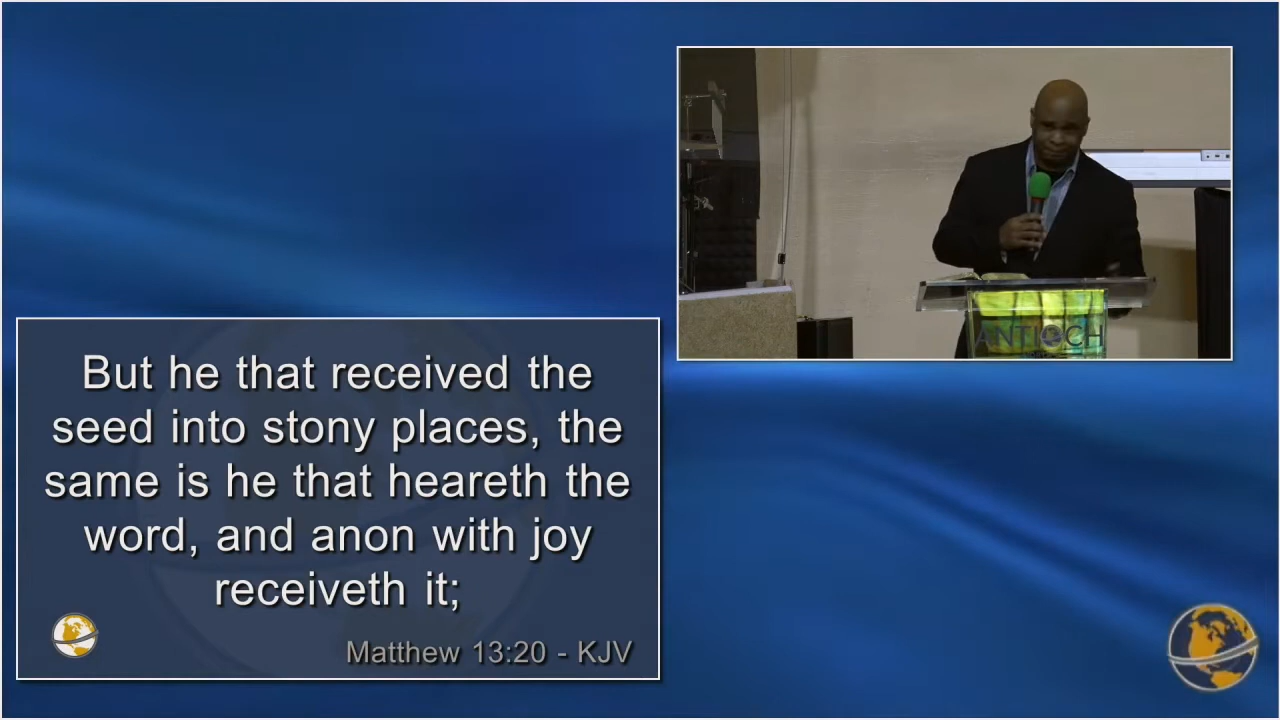 But he that received the
seed into stony places, the
same is he that heareth the
word, and anon with joy
receiveth it;
Matthew 13:20 - KJV
ANTIOCH